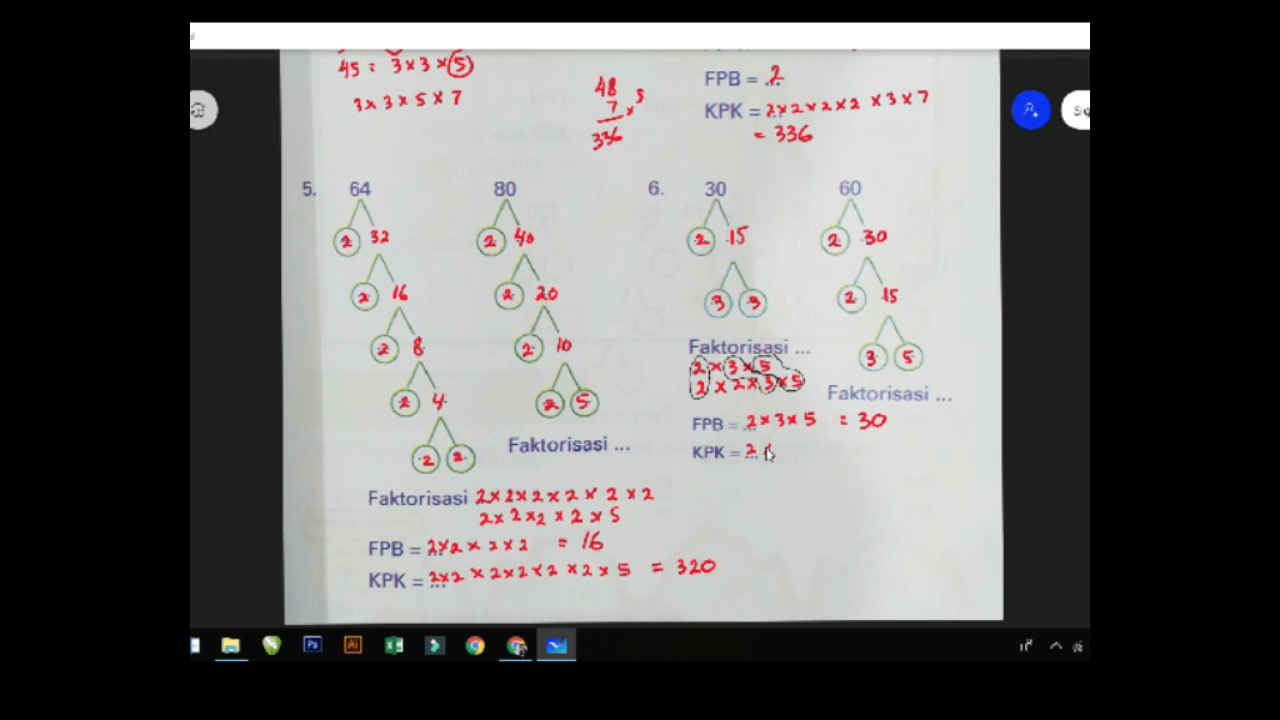 45 = 3 x 3 x 5
3 x 3 x 5 x 7
48
7 x
336
FPB = ... 2
KPK = ... 2 x 2 x 2 x 2 x 3 x 7
= 336
5. 64 80
2 32 2 40
2 16 2 20
2 8 2 10
2 4 2 5
2 2
Faktorisasi ...
Faktorisasi 2 x 2 x 2 x 2 x 2 x 2
2 x 2 x 2 x 2 x 5
FPB = ... 2 x 2 x 2 x 2 = 16
KPK = ... 2 x 2 x 2 x 2 x 2 x 2 x 5 = 320
6. 30 60
2 15 2 30
3 2 15
3 5
Faktorisasi ...
2 x 3 x 5
2 x 2 x 3 x 5
Faktorisasi ...
FPB = ... 2 x 3 x 5 = 30
KPK = ... 2
Ps
Ai